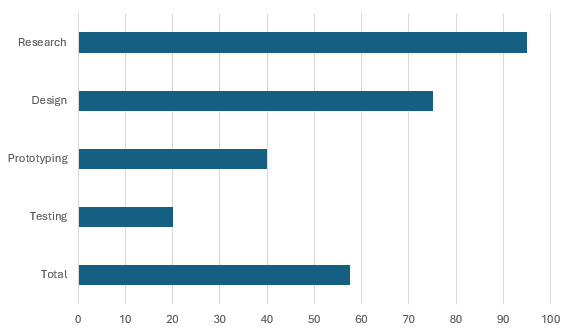 Research
Design
Prototyping
Testing
Total
0 10 20 30 40 50 60 70 80 90 100